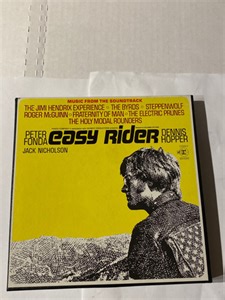 MUSIC FROM THE SOUNDTRACK
THE JIMI HENDRIX EXPERIENCE • THE BYRDS • STEPPENWOLF
ROGER McGUINN • FRATERNITY OF MAN • THE ELECTRIC PRUNES
THE HOLY MODAL ROUNDERS
PETER FONDA
easy rider
DENNIS HOPPER
JACK NICHOLSON